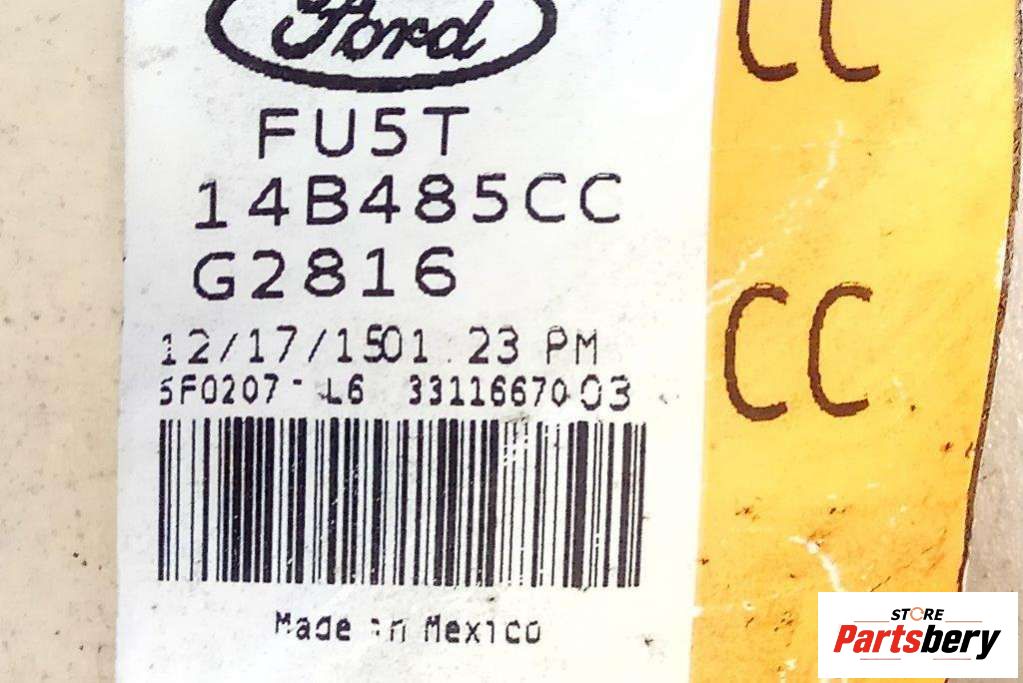 Ford
FU5T
14B485CC
G2816
12/17/1501:23 PM
5F0207- L6 3311667003
Made in Mexico
CC
CC
STORE
Partsbery